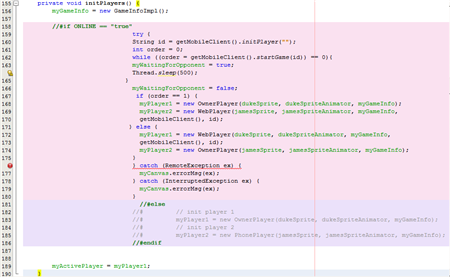 155 private void initPlayers() {
156 myGameInfo = new GameInfoImpl();
157
158 //#if ONLINE == "true"
159 try {
160 String id = getMobileClient().initPlayer("");
161 int order = 0;
162 while ((order = getMobileClient().startGame(id)) == 0){
163 myWaitingForOpponent = true;
Thread.sleep(500);
165 }
166 myWaitingForOpponent = false;
167 if (order == 1) {
168 myPlayer1 = new OwnerPlayer(dukeSprite, dukeSpriteAnimator, myGameInfo);
169 myPlayer2 = new WebPlayer(jamesSprite, jamesSpriteAnimator, myGameInfo,
170 getMobileClient(), id);
171 } else {
172 myPlayer1 = new WebPlayer(dukeSprite, dukeSpriteAnimator, myGameInfo,
173 getMobileClient(), id);
174 myPlayer2 = new OwnerPlayer(jamesSprite, jamesSpriteAnimator, myGameInfo);
175 }
} catch (RemoteException ex) {
177 myCanvas.errorMsg(ex);
178 } catch (InterruptedException ex) {
179 myCanvas.errorMsg(ex);
180 }
181 //#else
182 //# // init player 1
183 //# myPlayer1 = new OwnerPlayer(dukeSprite, dukeSpriteAnimator, myGameInfo);
184 //# // init player 2
185 //# myPlayer2 = new PhonePlayer(jamesSprite, jamesSpriteAnimator, myGameInfo);
186 //#endif
187
188
189 myActivePlayer = myPlayer1;
190 }